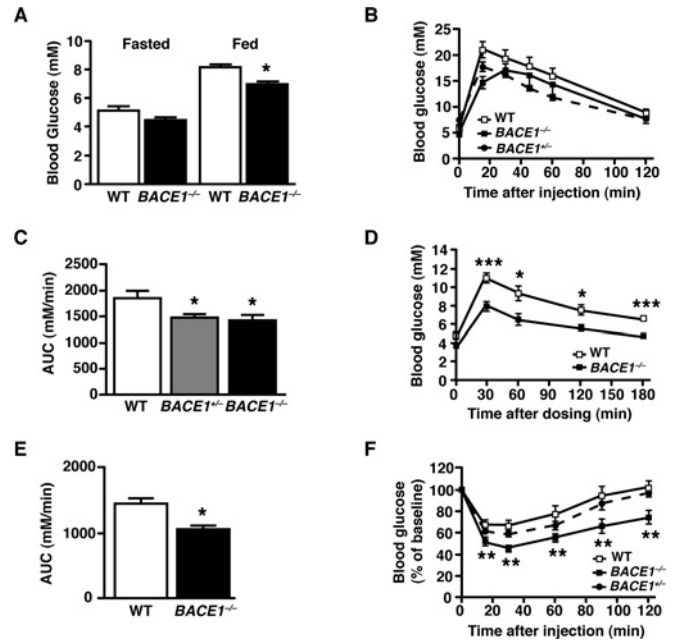 A
Fasted Fed
Blood Glucose (mM)
10
8
6
4
2
0
*
WT BACE1⁻/⁻ WT BACE1⁻/⁻
B
Blood glucose (mM)
25
20
15
10
5
0
WT
BACE1⁻/⁻
BACE1⁺/⁻
0 20 40 60 80 100 120
Time after injection (min)
C
AUC (mM/min)
2500
2000
1500
1000
500
0
* *
WT BACE1⁺/⁻ BACE1⁻/⁻
D
Blood glucose (mM)
14
12
10
8
6
4
2
0
*** * * ***
WT
BACE1⁻/⁻
0 30 60 90 120 150 180
Time after dosing (min)
E
AUC (mM/min)
2000
1000
0
*
WT BACE1⁻/⁻
F
Blood glucose
(% of baseline)
120
100
80
60
40
20
0
** ** ** ** **
WT
BACE1⁻/⁻
BACE1⁺/⁻
0 20 40 60 80 100 120
Time after injection (min)